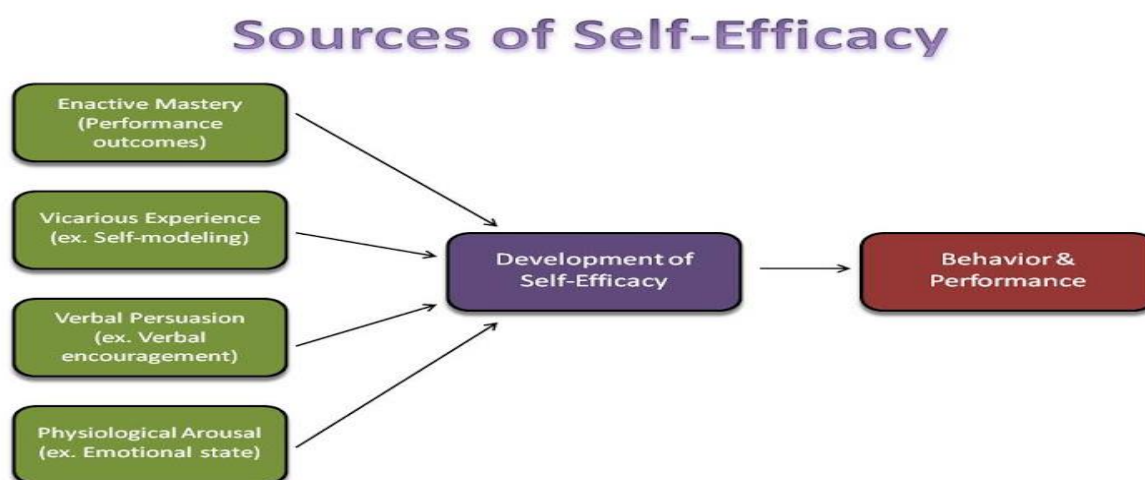 Sources of Self-Efficacy
Enactive Mastery
(Performance
outcomes)
Vicarious Experience
(ex. Self-modeling)
Verbal Persuasion
(ex. Verbal
encouragement)
Physiological Arousal
(ex. Emotional state)
Development of
Self-Efficacy
Behavior &
Performance